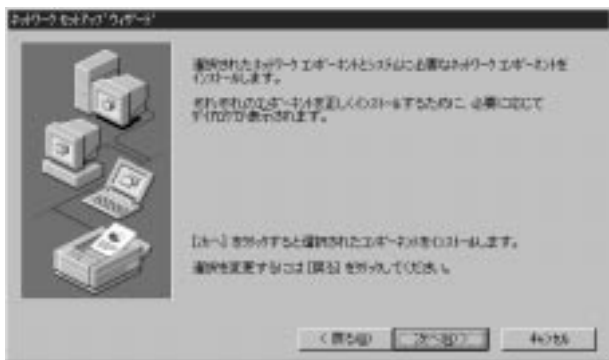 ネットワーク セットアップ ウィザード
選択されたネットワーク コンポーネントとシステムに必要なネットワーク コンポーネントを
インストールします。
それぞれのコンポーネントを正しくインストールするために、必要に応じて
ダイアログが表示されます。
[次へ] をクリックすると選択されたコンポーネントをインストールします。
選択を変更するには [戻る] をクリックしてください。
< 戻る(B)
次へ(N) >
キャンセル